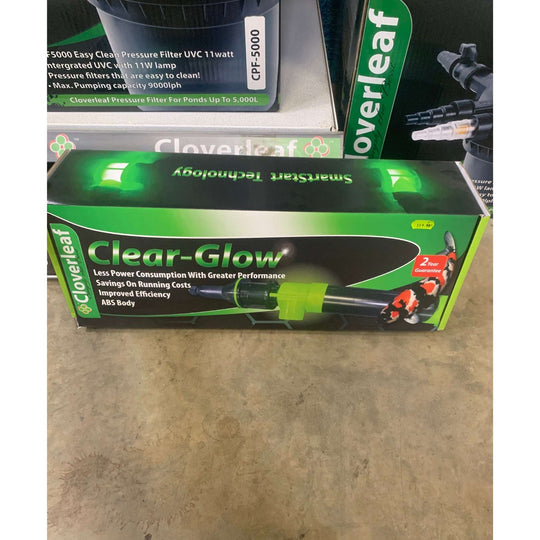 F5000 Easy Clean Pressure Filter UVC 11watt
Intergrated UVC with 11W lamp
Pressure filters that are easy to clean!
• Max. Pumping capacity 9000lph
Cloverleaf Pressure Filter For Ponds Up To 5,000L
CPF-5000
Cloverleaf
loverleaf
SmartStart Technology
Cloverleaf
Clear-Glow
Less Power Consumption With Greater Performance
Savings On Running Costs
Improved Efficiency
ABS Body
2 Year
Guarantee